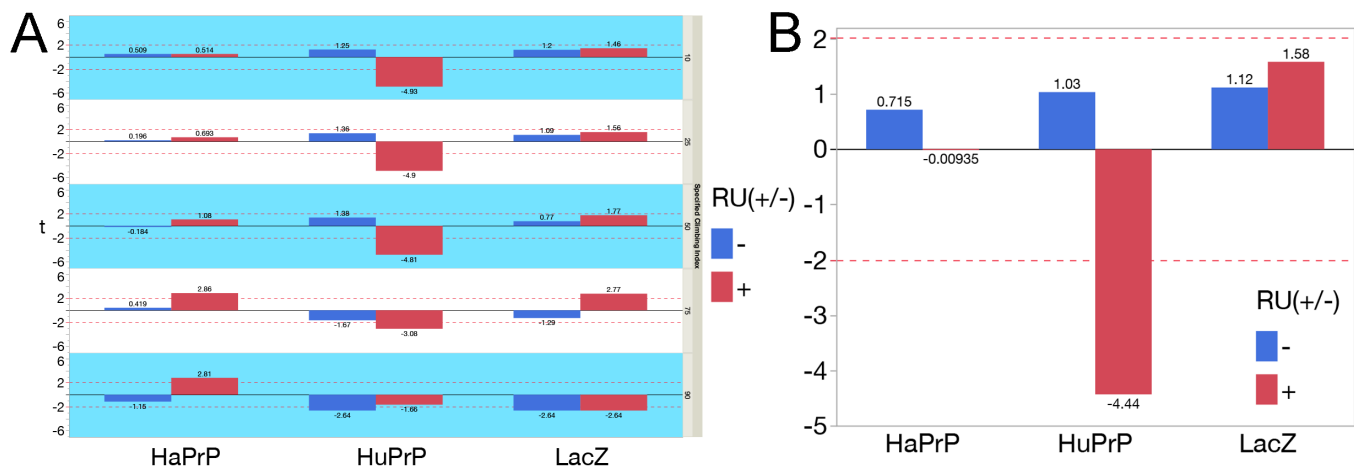 A
6
2
-2
-6
0.509 0.514 1.25 -4.93 1.2 1.46
10
6
2
-2
-6
0.196 0.693 1.36 -4.9 1.09 1.56
25
6
2
-2
-6
-0.184 1.08 1.38 -4.81 0.77 1.77
50
6
2
-2
-6
0.419 2.86 -1.67 -3.08 -1.29 2.77
75
6
2
-2
-6
-1.15 2.81 -2.64 -1.66 -2.64 -2.64
90
t
Specified Climbing Index
HaPrP HuPrP LacZ
RU(+/-)
-
+
B
2
1
0
-1
-2
-3
-4
-5
0.715 -0.00935 1.03 -4.44 1.12 1.58
RU(+/-)
-
+
HaPrP HuPrP LacZ